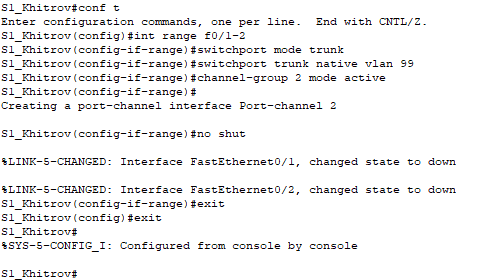 S1_Khitrov#conf t
Enter configuration commands, one per line.  End with CNTL/Z.
S1_Khitrov(config)#int range f0/1-2
S1_Khitrov(config-if-range)#switchport mode trunk
S1_Khitrov(config-if-range)#switchport trunk native vlan 99
S1_Khitrov(config-if-range)#channel-group 2 mode active
S1_Khitrov(config-if-range)#
Creating a port-channel interface Port-channel 2
S1_Khitrov(config-if-range)#no shut
%LINK-5-CHANGED: Interface FastEthernet0/1, changed state to down
%LINK-5-CHANGED: Interface FastEthernet0/2, changed state to down
S1_Khitrov(config-if-range)#exit
S1_Khitrov(config)#exit
S1_Khitrov#
%SYS-5-CONFIG_I: Configured from console by console
S1_Khitrov#